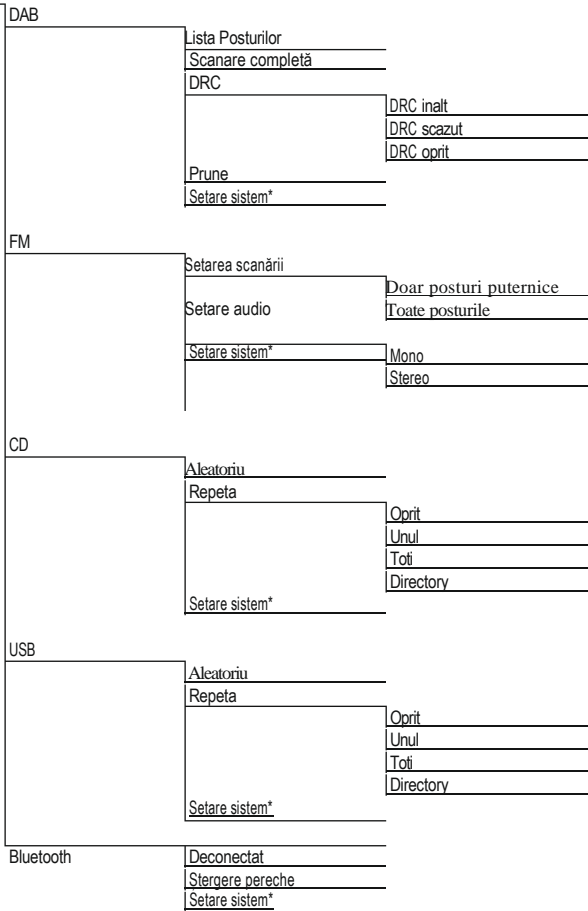 DAB
Lista Posturilor
Scanare completă
DRC
DRC inalt
DRC scazut
DRC oprit
Prune
Setare sistem*
FM
Setarea scanării
Doar posturi puternice
Setare audio
Toate posturile
Setare sistem*
Mono
Stereo
CD
Aleatoriu
Repeta
Oprit
Unul
Toti
Directory
Setare sistem*
USB
Aleatoriu
Repeta
Oprit
Unul
Toti
Directory
Setare sistem*
Bluetooth
Deconectat
Ștergere pereche
Setare sistem*